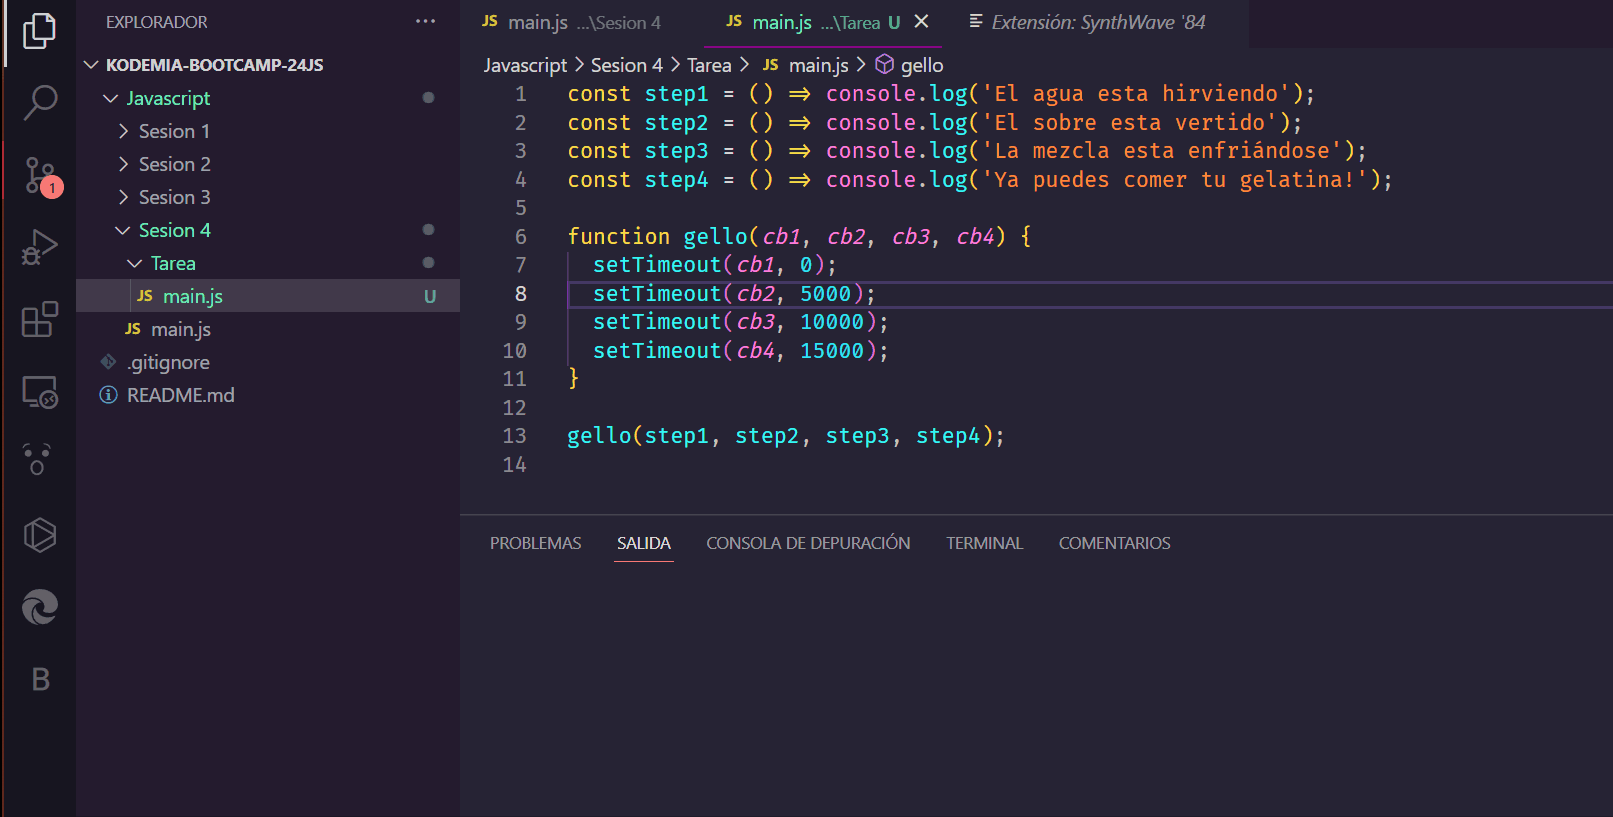 EXPLORADOR ···
KODEMIA-BOOTCAMP-24JS
Javascript
Sesion 1
Sesion 2
Sesion 3
Sesion 4
Tarea
JS main.js U
JS main.js
.gitignore
README.md
1
B
JS main.js ...\Sesion 4 JS main.js ...\Tarea U Extensión: SynthWave '84
Javascript > Sesion 4 > Tarea > JS main.js > gello
1 const step1 = () => console.log('El agua esta hirviendo');
2 const step2 = () => console.log('El sobre esta vertido');
3 const step3 = () => console.log('La mezcla esta enfriándose');
4 const step4 = () => console.log('Ya puedes comer tu gelatina!');
5
6 function gello(cb1, cb2, cb3, cb4) {
7 setTimeout(cb1, 0);
8 setTimeout(cb2, 5000);
9 setTimeout(cb3, 10000);
10 setTimeout(cb4, 15000);
11 }
12
13 gello(step1, step2, step3, step4);
14
PROBLEMAS SALIDA CONSOLA DE DEPURACIÓN TERMINAL COMENTARIOS